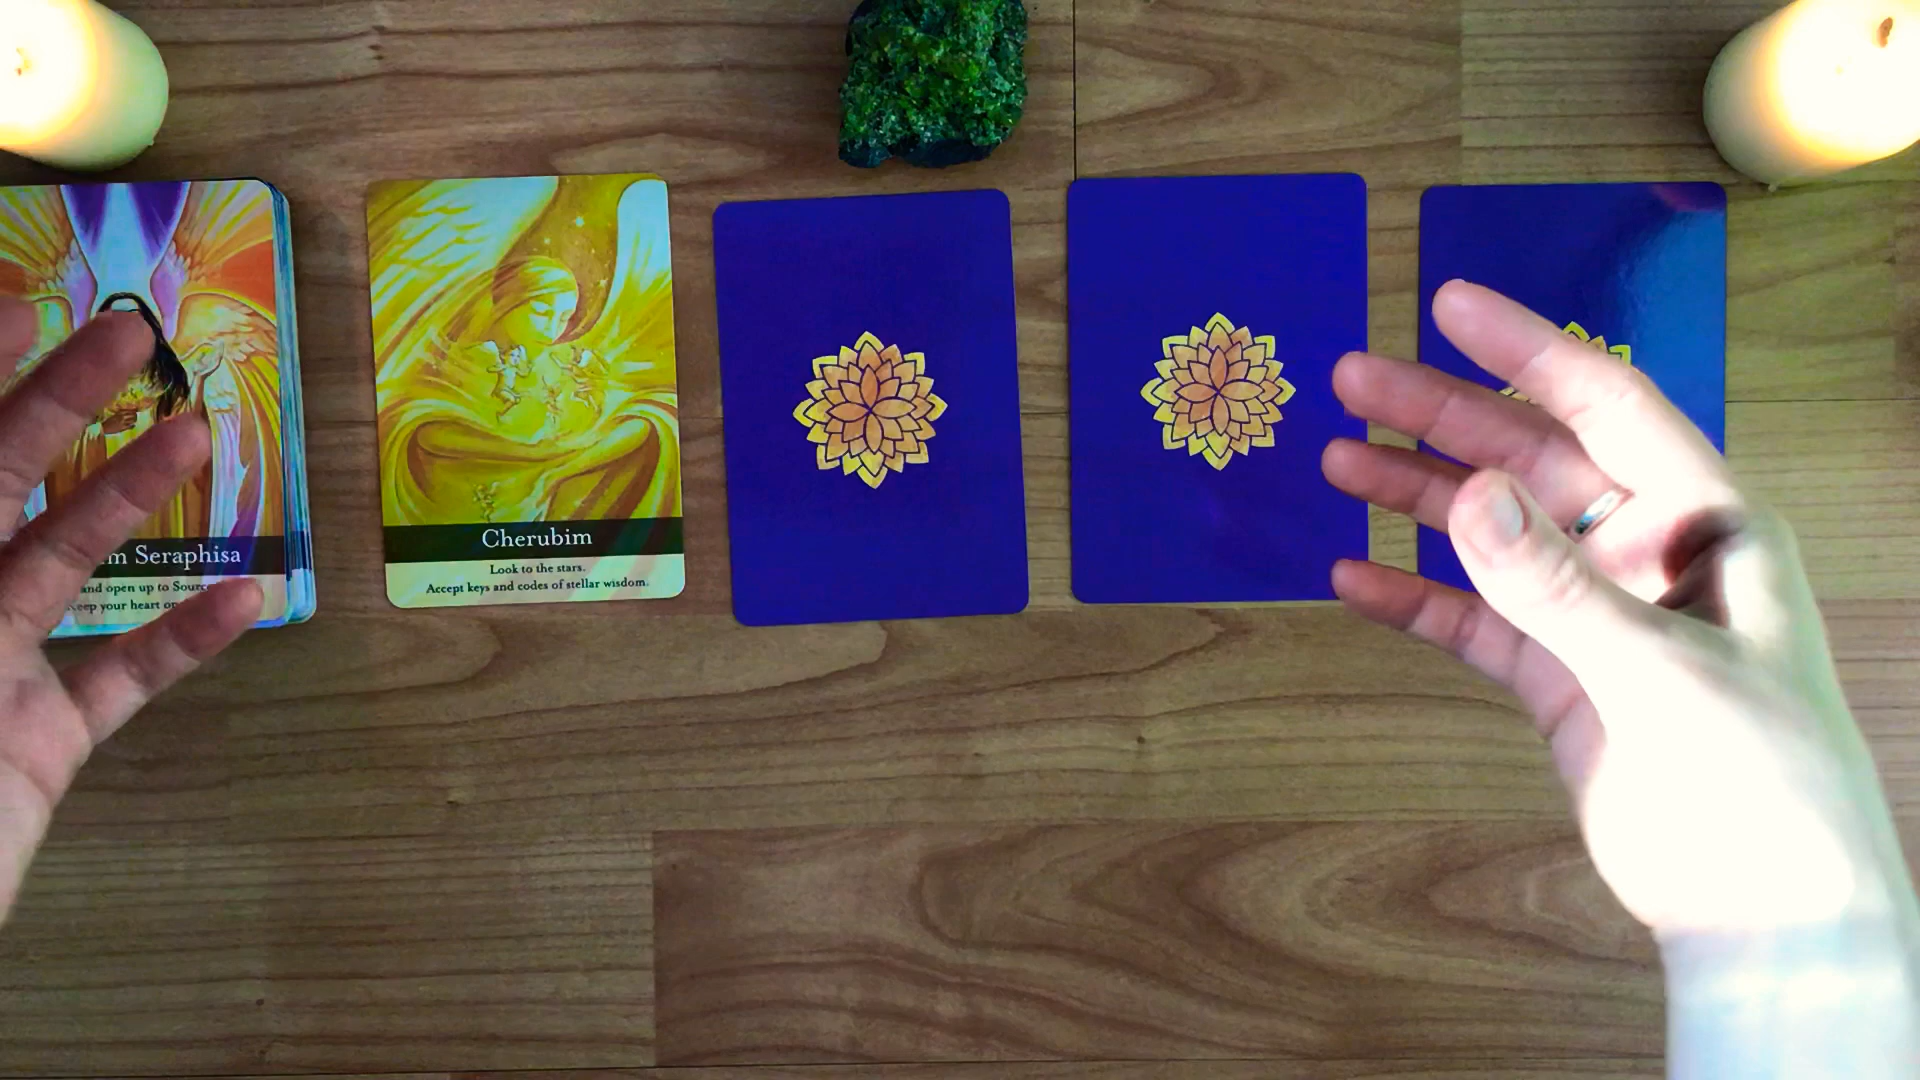 m Seraphisa
and open up to Source
keep your heart op
Cherubim
Look to the stars.
Accept keys and codes of stellar wisdom.